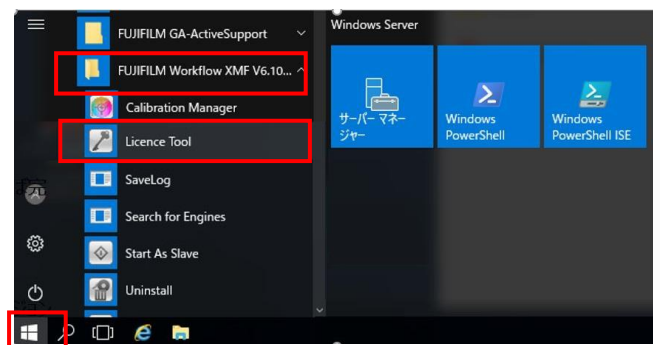 FUJIFILM GA-ActiveSupport
FUJIFILM Workflow XMF V6.10...
Calibration Manager
Licence Tool
SaveLog
Search for Engines
Start As Slave
Uninstall
Windows Server
サーバー マネー
ジャー
Windows
PowerShell
Windows
PowerShell ISE